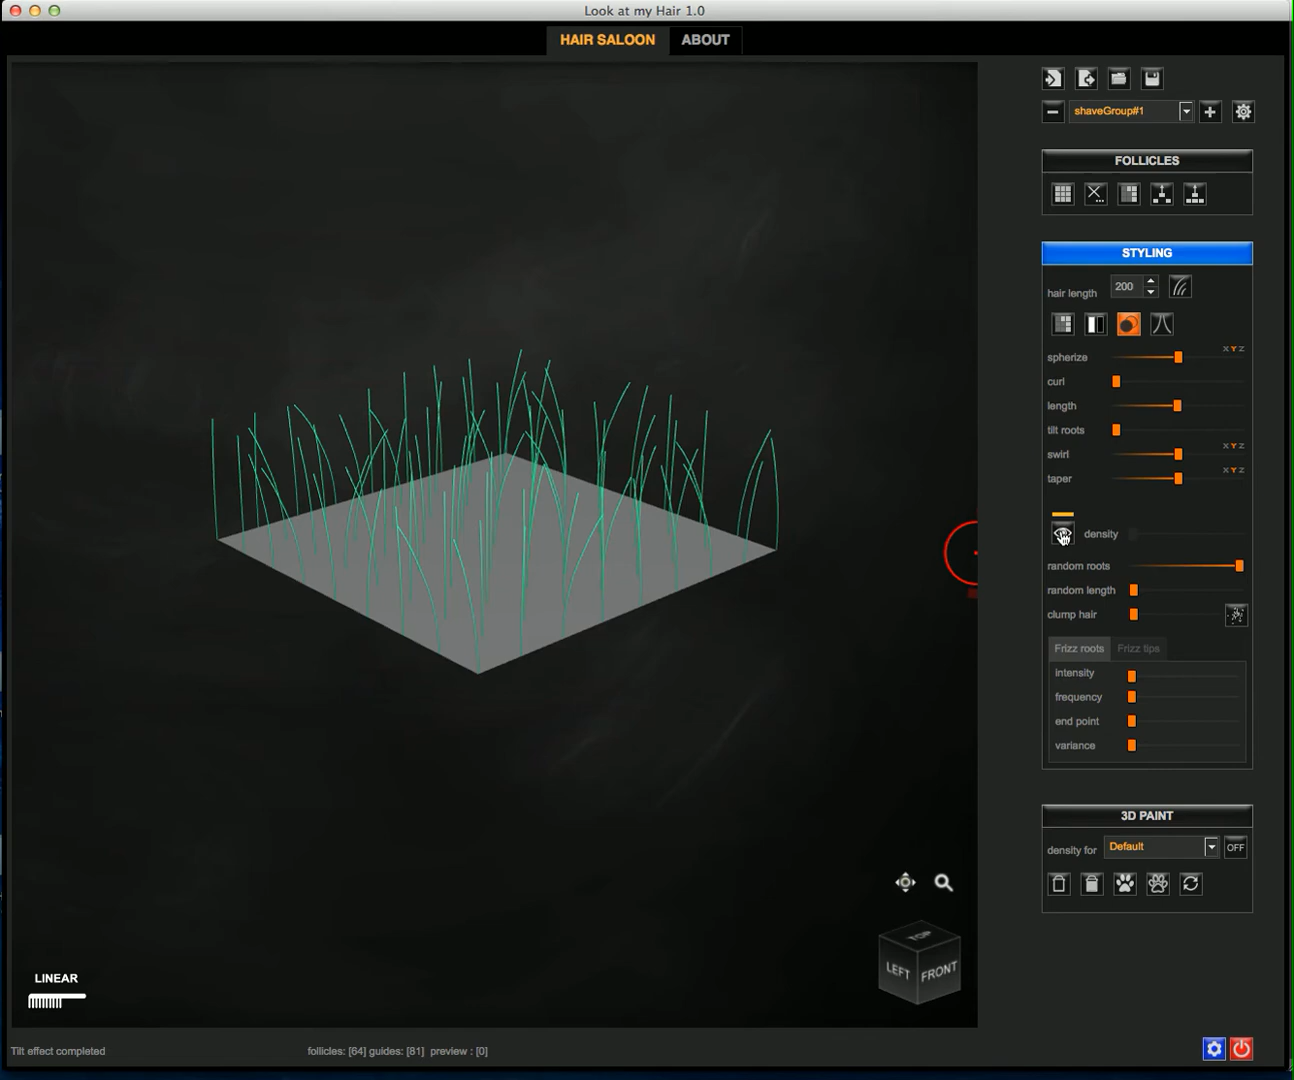 Look at my Hair 1.0
HAIR SALOON
ABOUT
shaveGroup#1
FOLLICLES
STYLING
hair length 200
spherize X Y Z
curl
length
tilt roots
swirl X Y Z
taper X Y Z
density
random roots
random length
clump hair
Frizz roots Frizz tips
intensity
frequency
end point
variance
3D PAINT
density for Default OFF
TOP
LEFT FRONT
LINEAR
Tilt effect completed
follicles: [64] guides: [81] preview : [0]